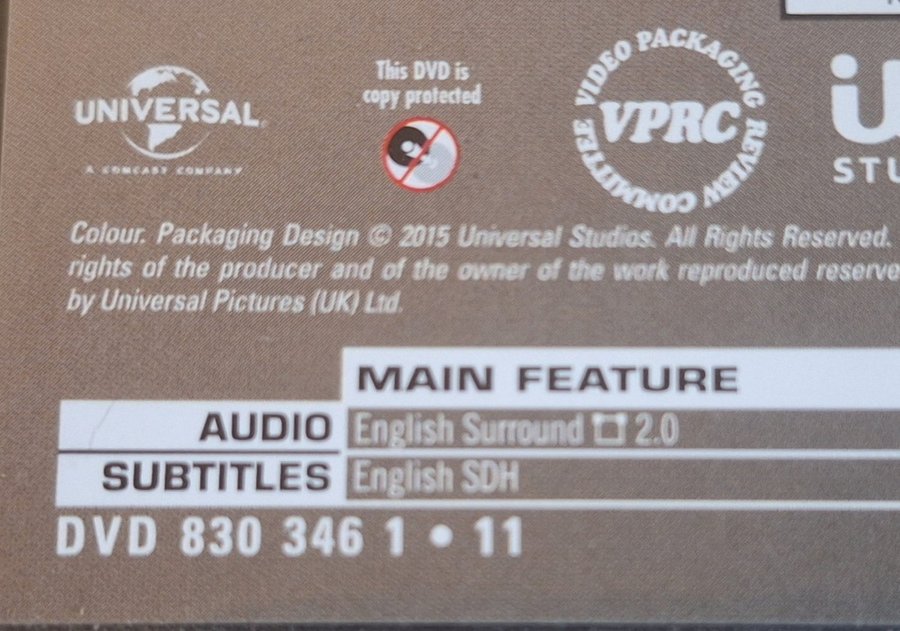 UNIVERSAL
A COMCAST COMPANY
This DVD is
copy protected
VIDEO PACKAGING REVIEW COMMITTEE
VPRC
STU
Colour. Packaging Design © 2015 Universal Studios. All Rights Reserved.
rights of the producer and of the owner of the work reproduced reserve
by Universal Pictures (UK) Ltd.
MAIN FEATURE
AUDIO English Surround 2.0
SUBTITLES English SDH
DVD 830 346 1 • 11